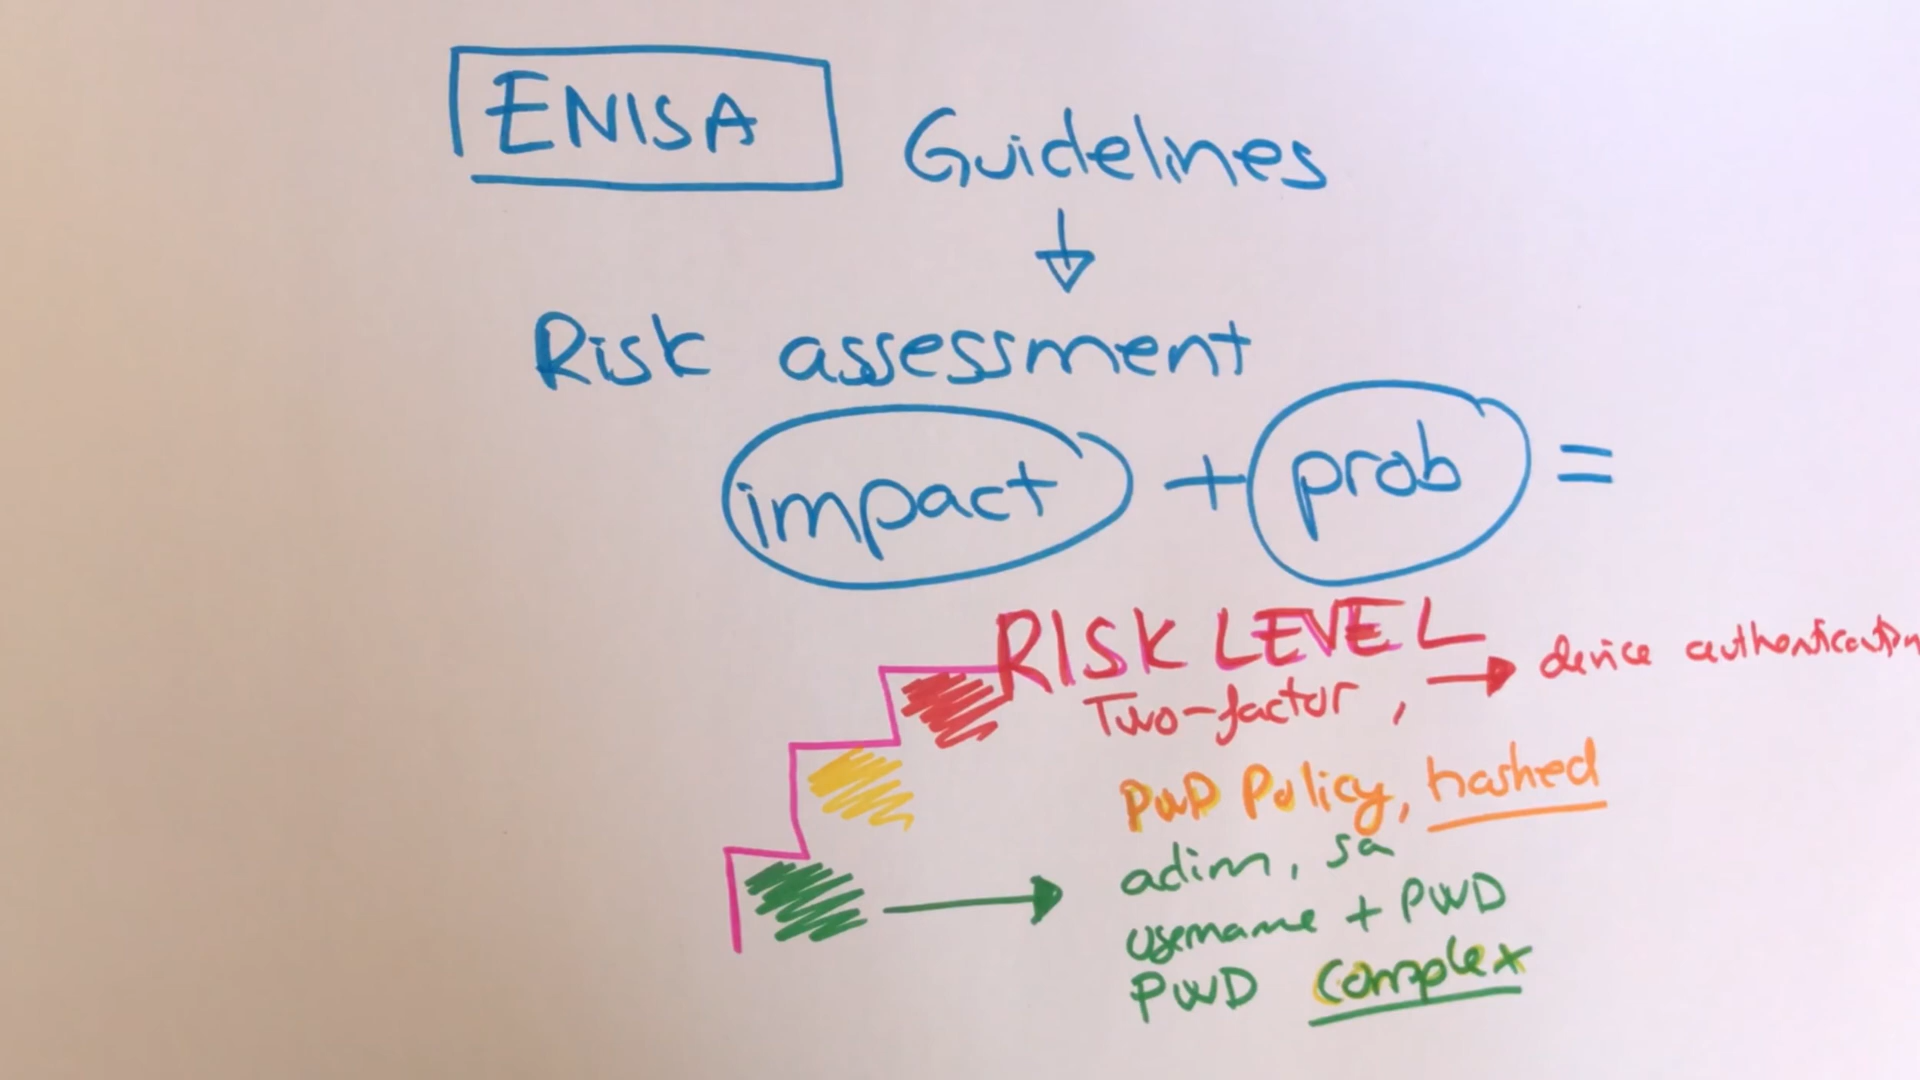 ENISA Guidelines
Risk assessment
impact + prob =
RISK LEVEL
Two-factor, → device authentication
PWD Policy, hashed
adim, sa
username + PWD
PWD complex